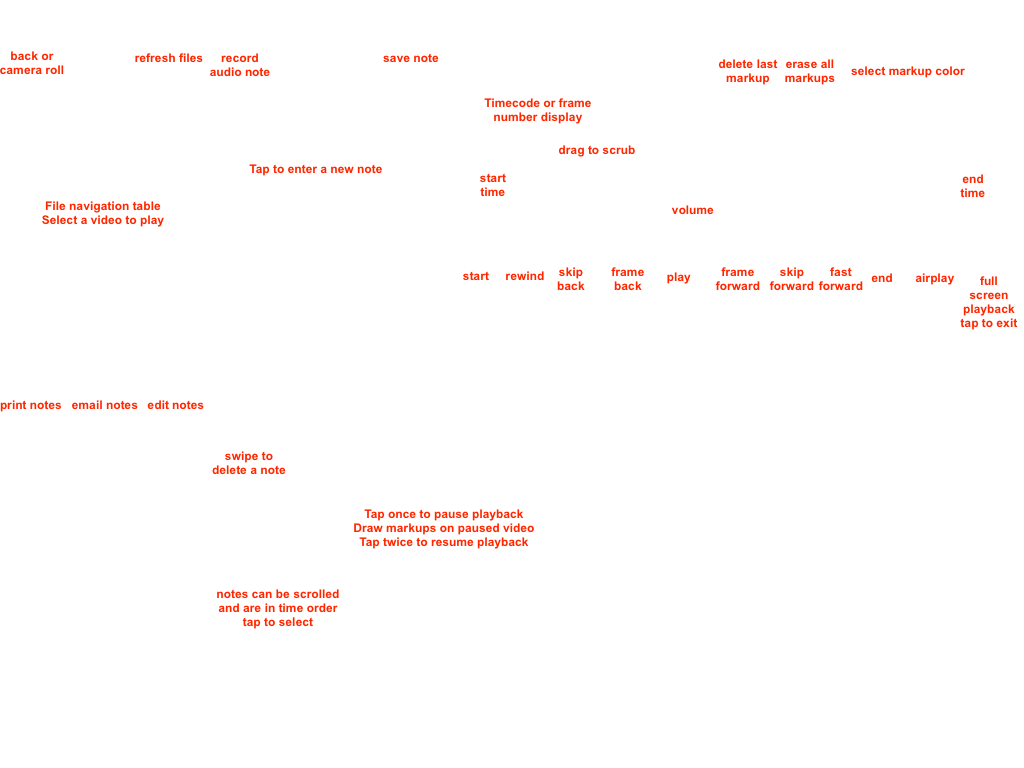 back or
camera roll
refresh files
record
audio note
save note
delete last
markup
erase all
markups
select markup color
Timecode or frame
number display
drag to scrub
Tap to enter a new note
start
time
end
time
File navigation table
Select a video to play
volume
start
rewind
skip
back
frame
back
play
frame
forward
skip
forward
fast
forward
end
airplay
full
screen
playback
tap to exit
print notes
email notes
edit notes
swipe to
delete a note
Tap once to pause playback
Draw markups on paused video
Tap twice to resume playback
notes can be scrolled
and are in time order
tap to select